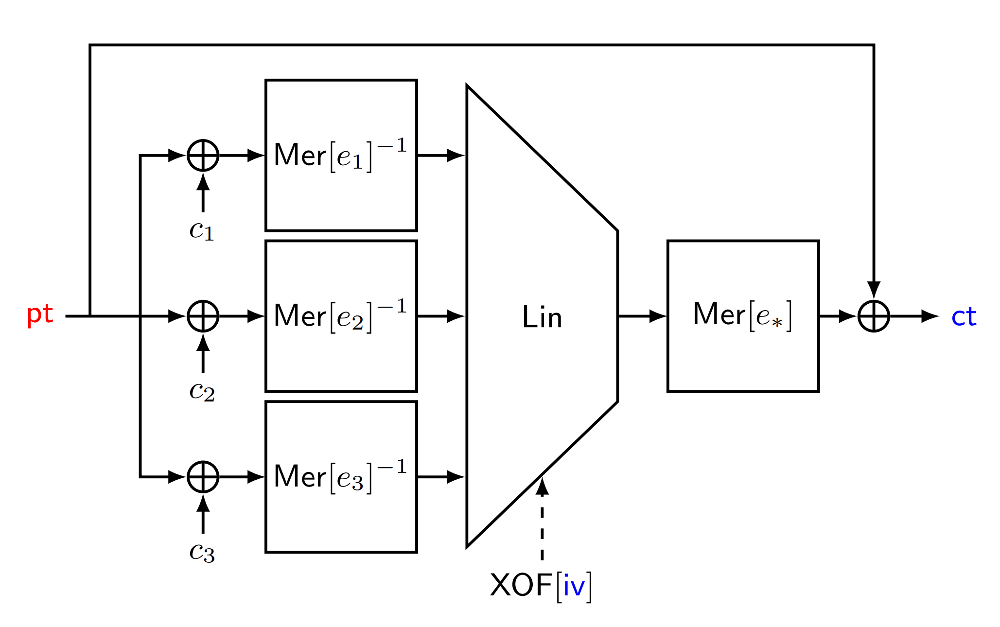 Mer[e₁]⁻¹
c₁
pt
Mer[e₂]⁻¹
Lin
Mer[e∗]
ct
c₂
Mer[e₃]⁻¹
c₃
XOF[iv]